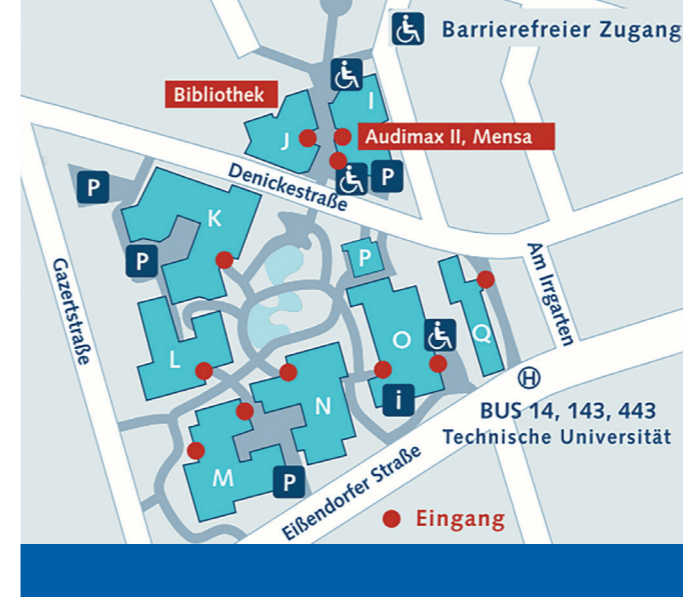 Barrierefreier Zugang
Bibliothek
I
J
Audimax II, Mensa
P
Denickestraße
P
K
P
P
Gazertstraße
Am Irrgarten
L
O
Q
i
H
BUS 14, 143, 443
Technische Universität
N
M
P
Eißendorfer Straße
Eingang